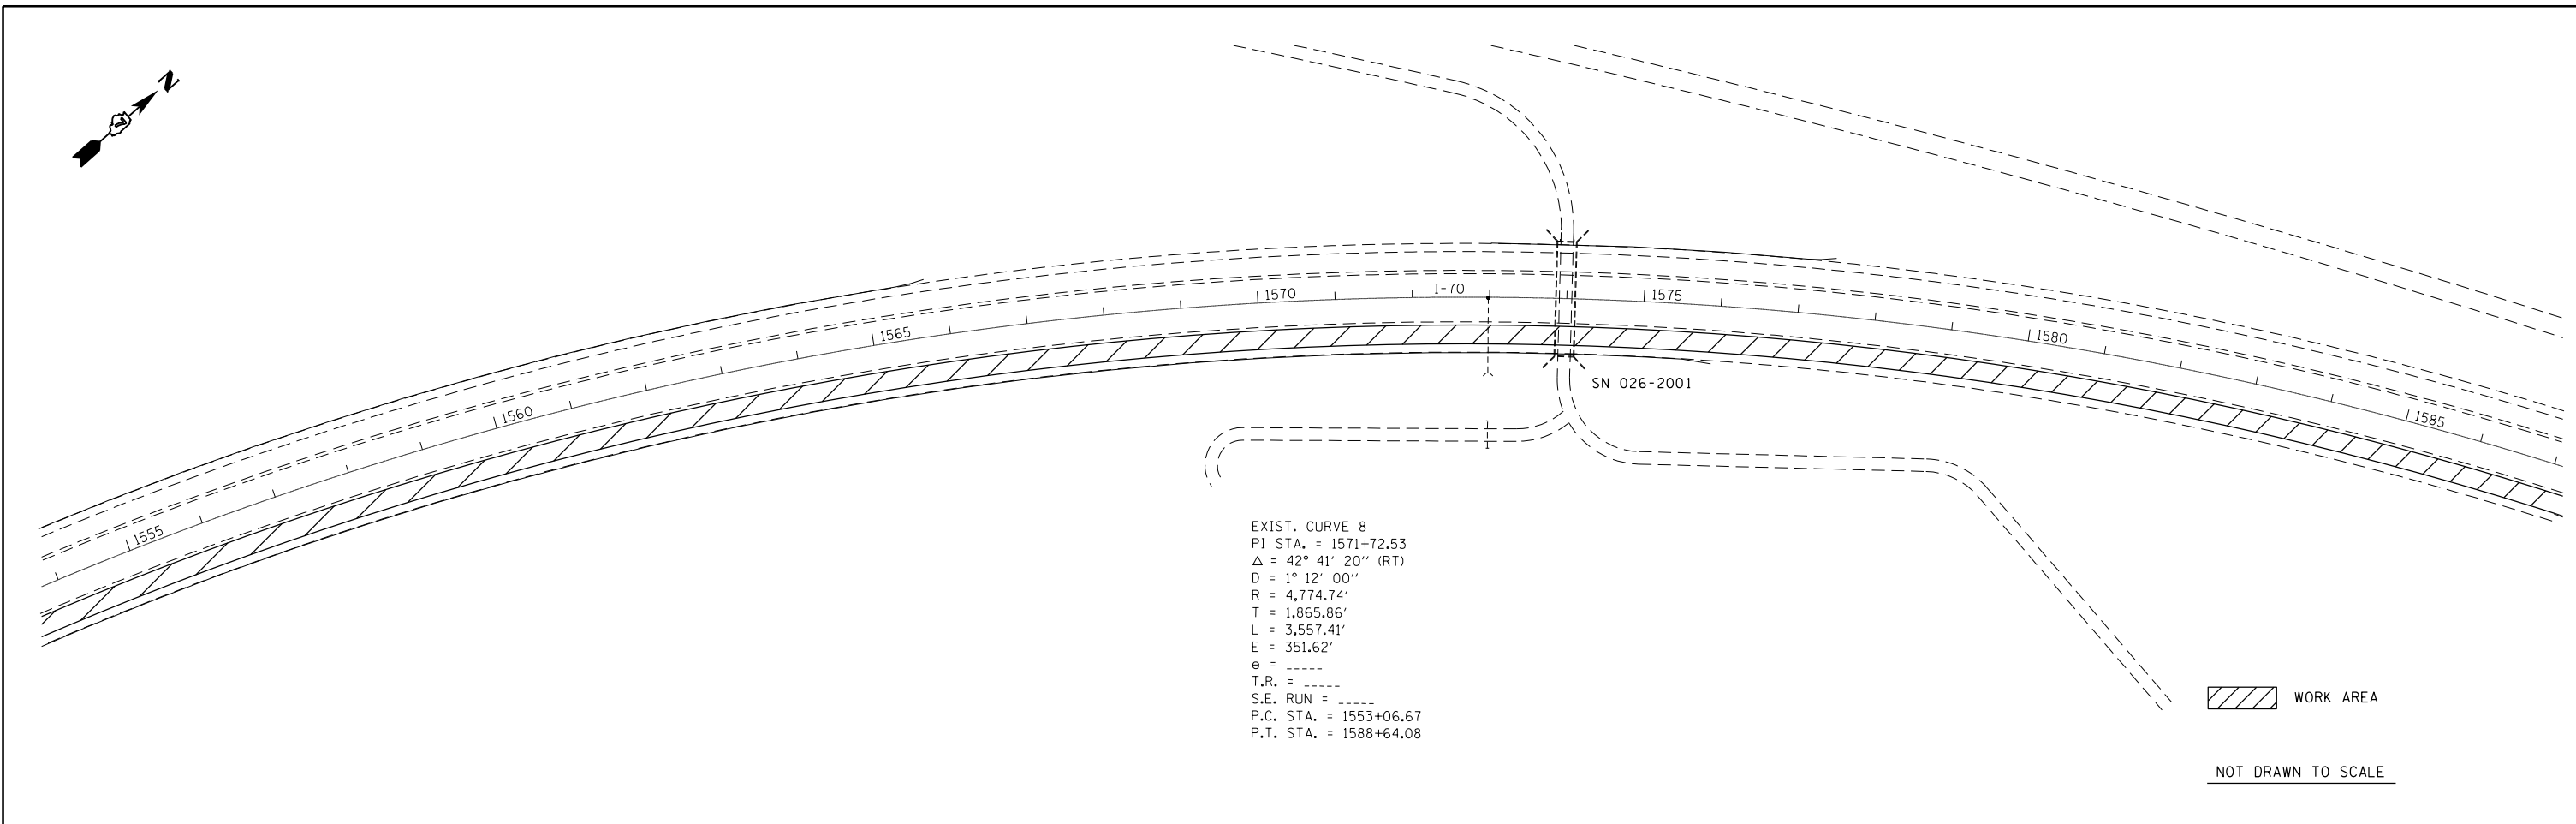 N
1570
I-70
1575
1565
1580
1560
SN 026-2001
1585
1555
EXIST. CURVE 8
PI STA. = 1571+72.53
△ = 42° 41' 20'' (RT)
D = 1° 12' 00''
R = 4,774.74'
T = 1,865.86'
L = 3,557.41'
E = 351.62'
e = _____
T.R. = _____
S.E. RUN = _____
P.C. STA. = 1553+06.67
P.T. STA. = 1588+64.08
WORK AREA
NOT DRAWN TO SCALE